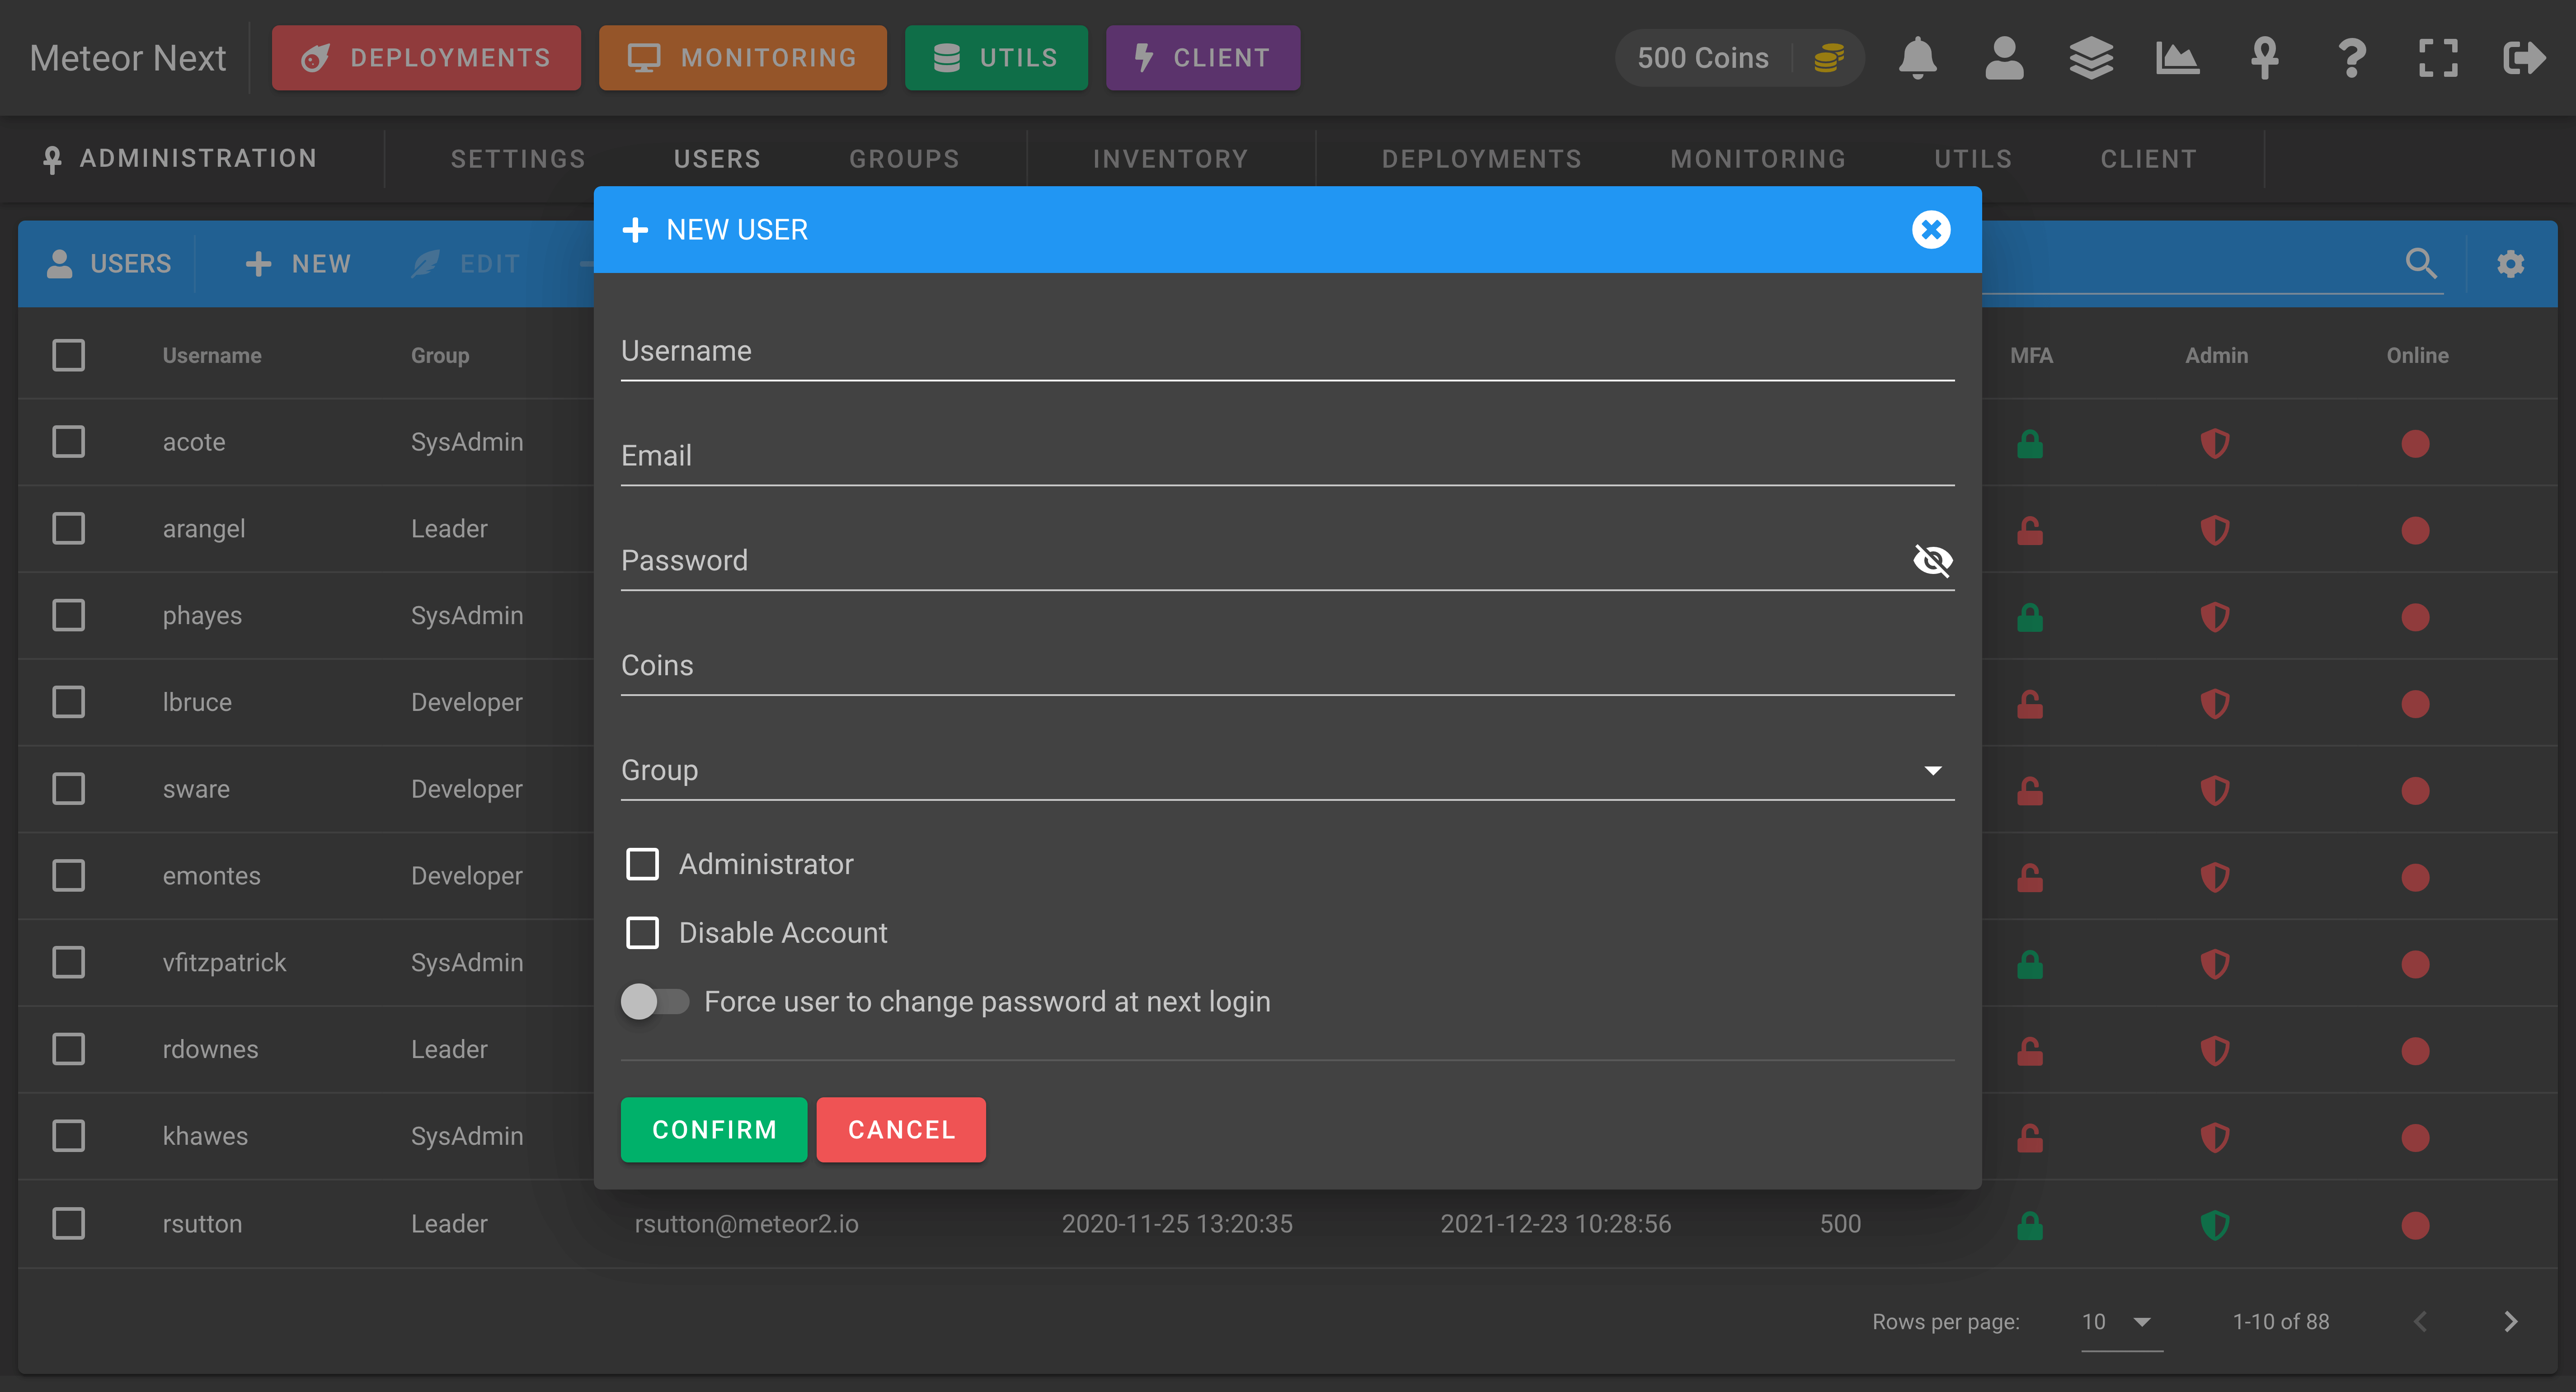 Meteor Next DEPLOYMENTS MONITORING UTILS CLIENT 500 Coins
ADMINISTRATION SETTINGS USERS GROUPS INVENTORY DEPLOYMENTS MONITORING UTILS CLIENT
USERS NEW EDIT
NEW USER
Username
Email
Password
Coins
Group
Administrator
Disable Account
Force user to change password at next login
CONFIRM CANCEL
Username Group MFA Admin Online
acote SysAdmin
arangel Leader
phayes SysAdmin
lbruce Developer
sware Developer
emontes Developer
vfitzpatrick SysAdmin
rdownes Leader
khawes SysAdmin
rsutton Leader rsutton@meteor2.io 2020-11-25 13:20:35 2021-12-23 10:28:56 500
Rows per page: 10 1-10 of 88